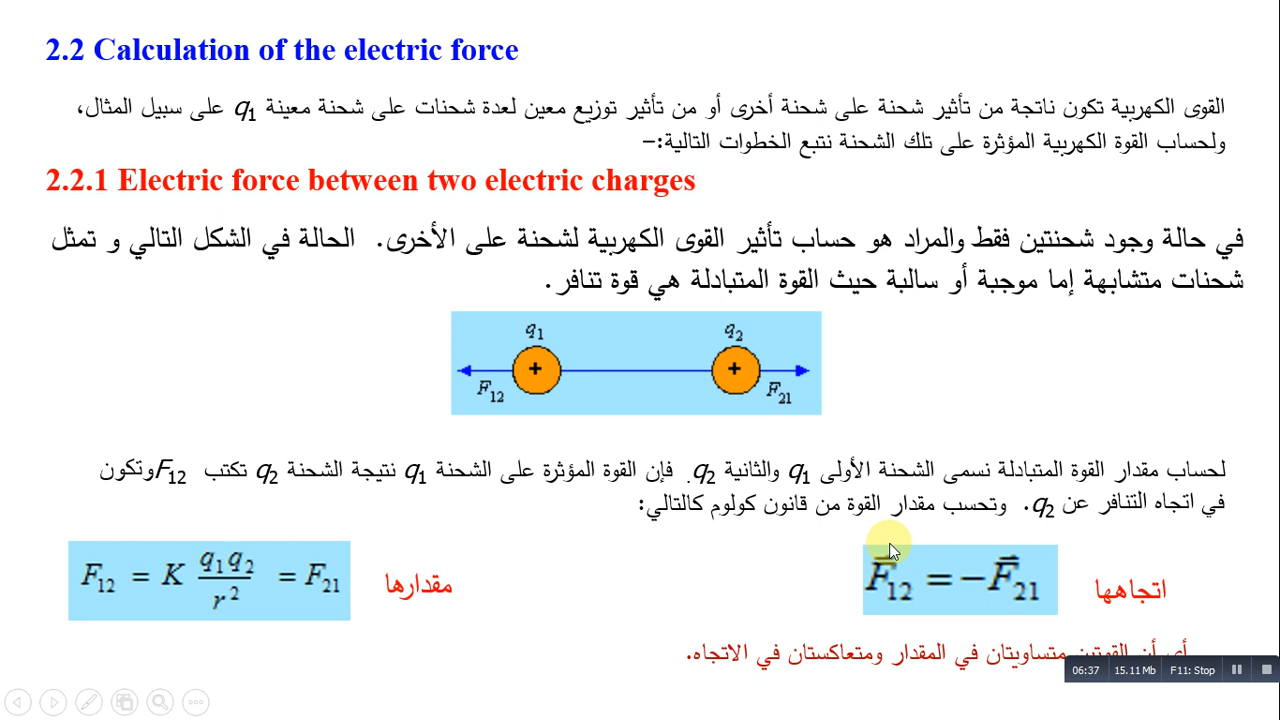 2.2 Calculation of the electric force
القوى الكهربية تكون ناتجة من تأثير شحنة على شحنة أخرى أو من تأثير توزيع معين لعدة شحنات على شحنة معينة q1 على سبيل المثال،
ولحساب القوة الكهربية المؤثرة على تلك الشحنة نتبع الخطوات التالية:–
2.2.1 Electric force between two electric charges
في حالة وجود شحنتين فقط والمراد هو حساب تأثير القوى الكهربية لشحنة على الأخرى. الحالة في الشكل التالي و تمثل
شحنات متشابهة إما موجبة أو سالبة حيث القوة المتبادلة هي قوة تنافر.
q1 q2
+ +
F12 F21
لحساب مقدار القوة المتبادلة نسمى الشحنة الأولى q1 والثانية q2. فإن القوة المؤثرة على الشحنة q1 نتيجة الشحنة q2 تكتب F12 وتكون
في اتجاه التنافر عن q2. وتحسب مقدار القوة من قانون كولوم كالتالي:
F12 = K q1q2 / r² = F21 مقدارها
F⃗12 = −F⃗21 اتجاهها
أي أن القوتين متساويتان في المقدار ومتعاكستان في الاتجاه.
06:37 15.11 Mb F11: Stop